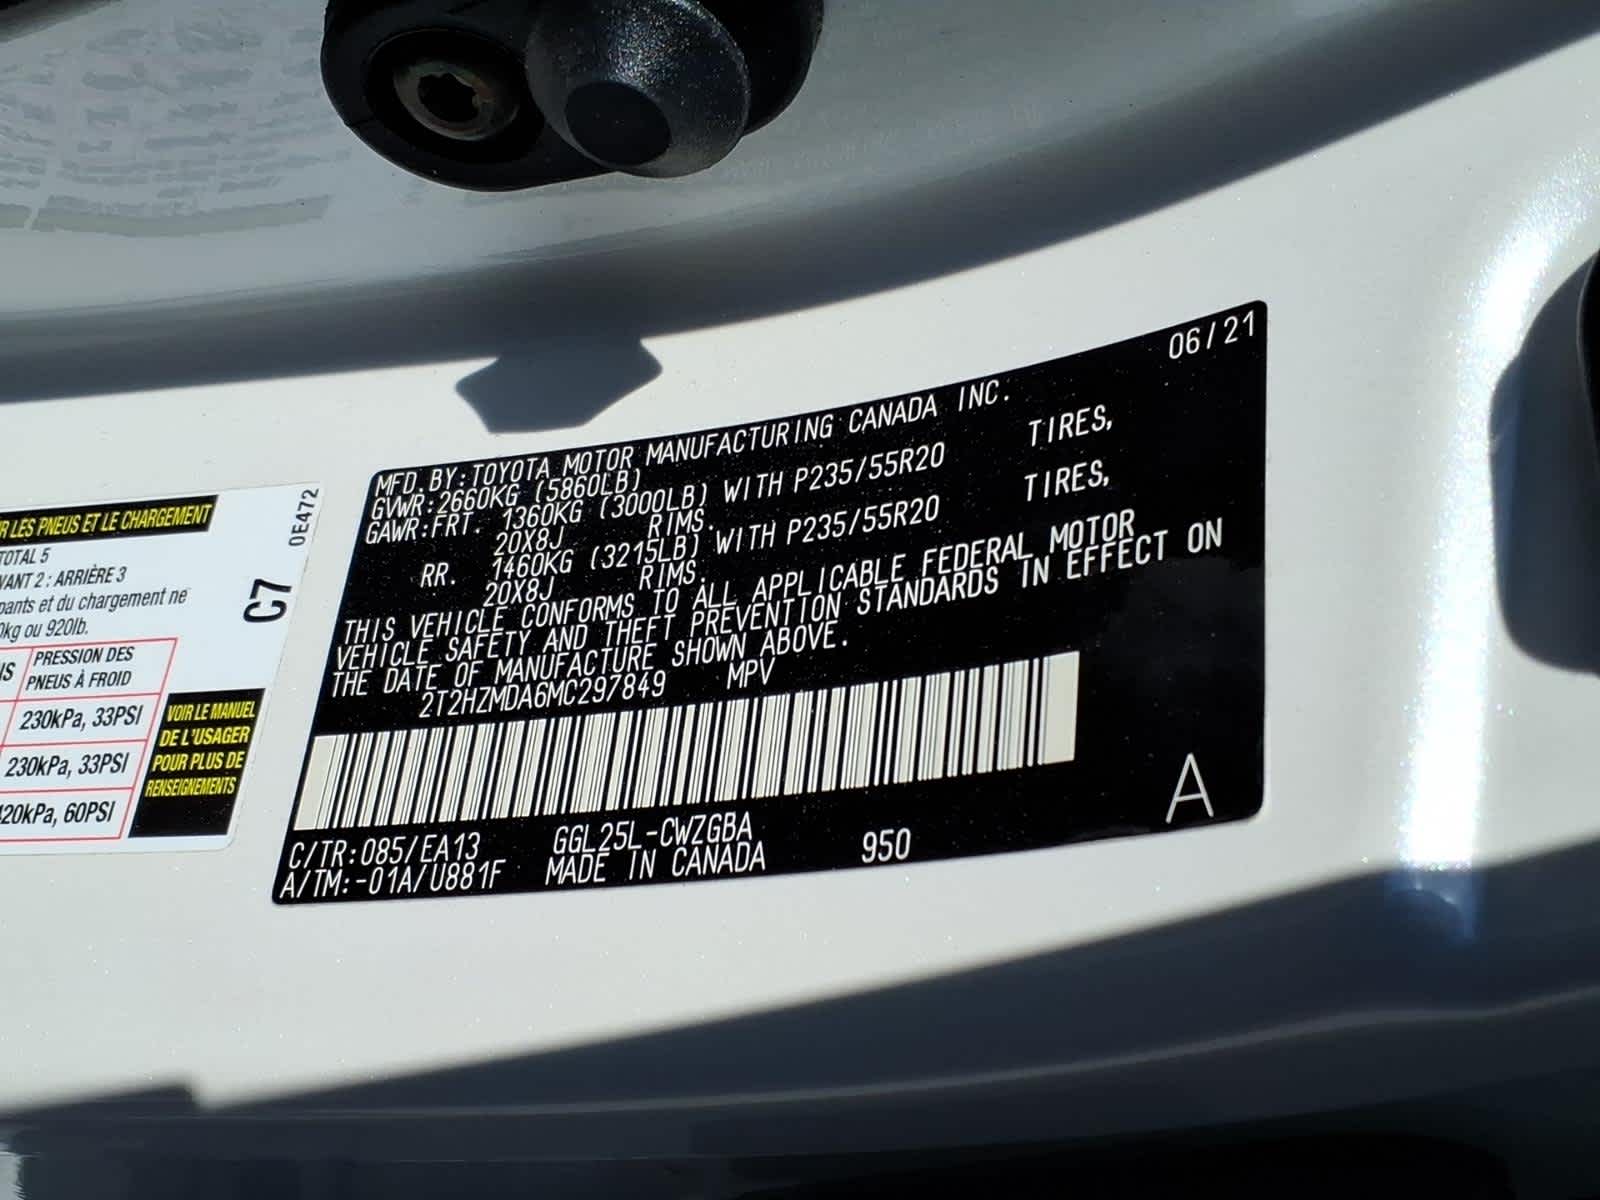 06/21
MFD. BY: TOYOTA MOTOR MANUFACTURING CANADA INC.
GVWR: 2660KG (5860LB)
GAWR: FRT. 1360KG (3000LB) WITH P235/55R20 TIRES,
20X8J RIMS.
RR. 1460KG (3215LB) WITH P235/55R20 TIRES,
20X8J RIMS.
THIS VEHICLE CONFORMS TO ALL APPLICABLE FEDERAL MOTOR
VEHICLE SAFETY AND THEFT PREVENTION STANDARDS IN EFFECT ON
THE DATE OF MANUFACTURE SHOWN ABOVE.
2T2HZMDA6MC297849 MPV
C/TR: 085/EA13 GGL25L-CWZGBA
A/TM: -01A/U881F MADE IN CANADA 950
A
R LES PNEUS ET LE CHARGEMENT
0E472
TOTAL 5
VANT 2 : ARRIÈRE 3
pants et du chargement ne
0kg ou 920lb.
C7
IS PRESSION DES
PNEUS À FROID
230kPa, 33PSI
230kPa, 33PSI
420kPa, 60PSI
VOIR LE MANUEL
DE L'USAGER
POUR PLUS DE
RENSEIGNEMENTS